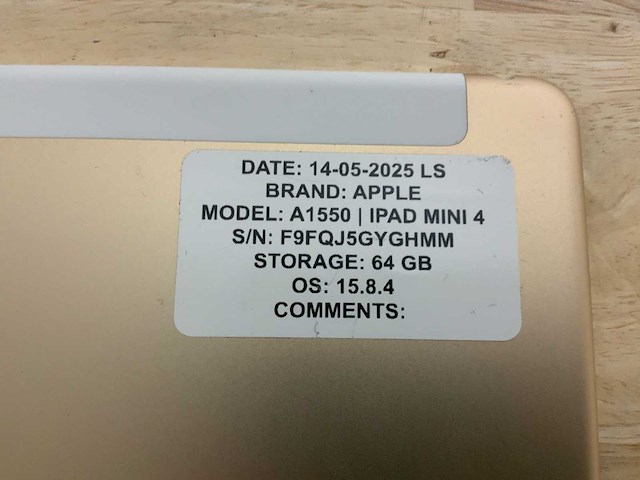 DATE: 14-05-2025 LS
BRAND: APPLE
MODEL: A1550 | IPAD MINI 4
S/N: F9FQJ5GYGHMM
STORAGE: 64 GB
OS: 15.8.4
COMMENTS: